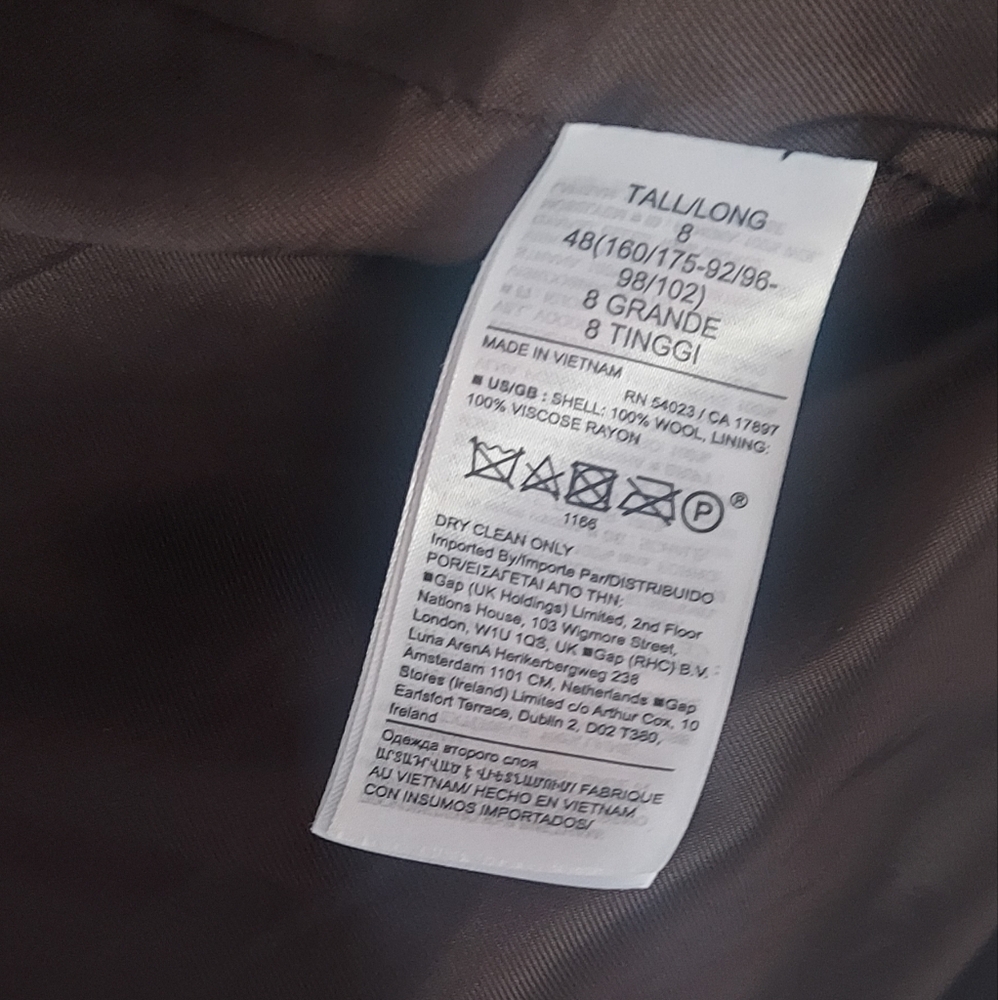 TALL/LONG
8
48(160/175-92/96-
98/102)
8 GRANDE
8 TINGGI
MADE IN VIETNAM
RN 54023 / CA 17897
■ US/GB : SHELL: 100% WOOL, LINING:
100% VISCOSE RAYON
P ®
1166
DRY CLEAN ONLY
Imported By/Importe Par/DISTRIBUIDO
POR/ΕΙΣΑΓΕΤΑΙ ΑΠΟ ΤΗΝ:
■Gap (UK Holdings) Limited, 2nd Floor
Nations House, 103 Wigmore Street,
London, W1U 1QS, UK ■Gap (RHC) B.V.
Luna ArenA Herikerbergweg 238
Amsterdam 1101 CM, Netherlands ■Gap
Stores (Ireland) Limited c/o Arthur Cox, 10
Earlsfort Terrace, Dublin 2, D02 T380,
Ireland
Одежда второго слоя
ԱՐՏԱԴՐՎԱԾ Է ՎԻԵՏՆԱՄՈՒՄ/ FABRIQUE
AU VIETNAM/ HECHO EN VIETNAM
CON INSUMOS IMPORTADOS/